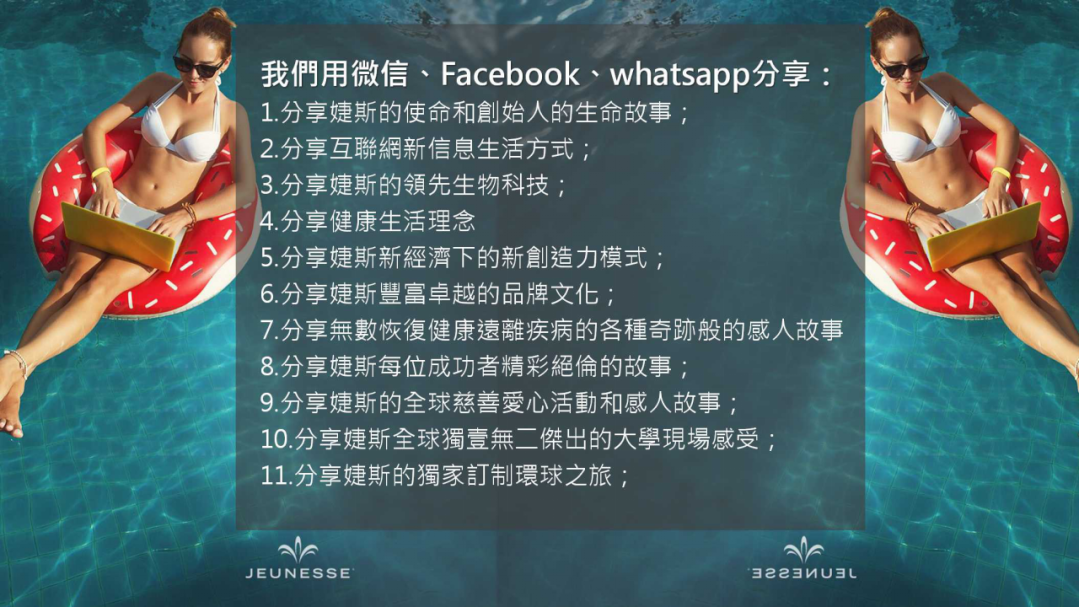 我們用微信、Facebook、whatsapp分享：
1.分享婕斯的使命和創始人的生命故事；
2.分享互聯網新信息生活方式；
3.分享婕斯的領先生物科技；
4.分享健康生活理念
5.分享婕斯新經濟下的新創造力模式；
6.分享婕斯豐富卓越的品牌文化；
7.分享無數恢復健康遠離疾病的各種奇跡般的感人故事
8.分享婕斯每位成功者精彩絕倫的故事；
9.分享婕斯的全球慈善愛心活動和感人故事；
10.分享婕斯全球獨壹無二傑出的大學現場感受；
11.分享婕斯的獨家訂制環球之旅；
JEUNESSE
JEUNESSE